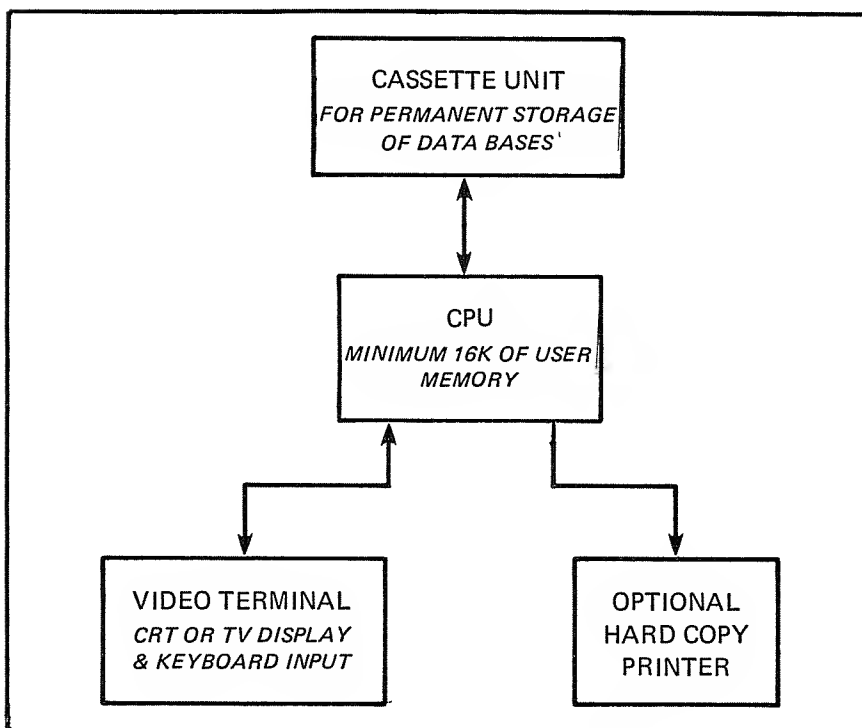 CASSETTE UNIT
FOR PERMANENT STORAGE
OF DATA BASES
CPU
MINIMUM 16K OF USER
MEMORY
VIDEO TERMINAL
CRT OR TV DISPLAY
& KEYBOARD INPUT
OPTIONAL
HARD COPY
PRINTER